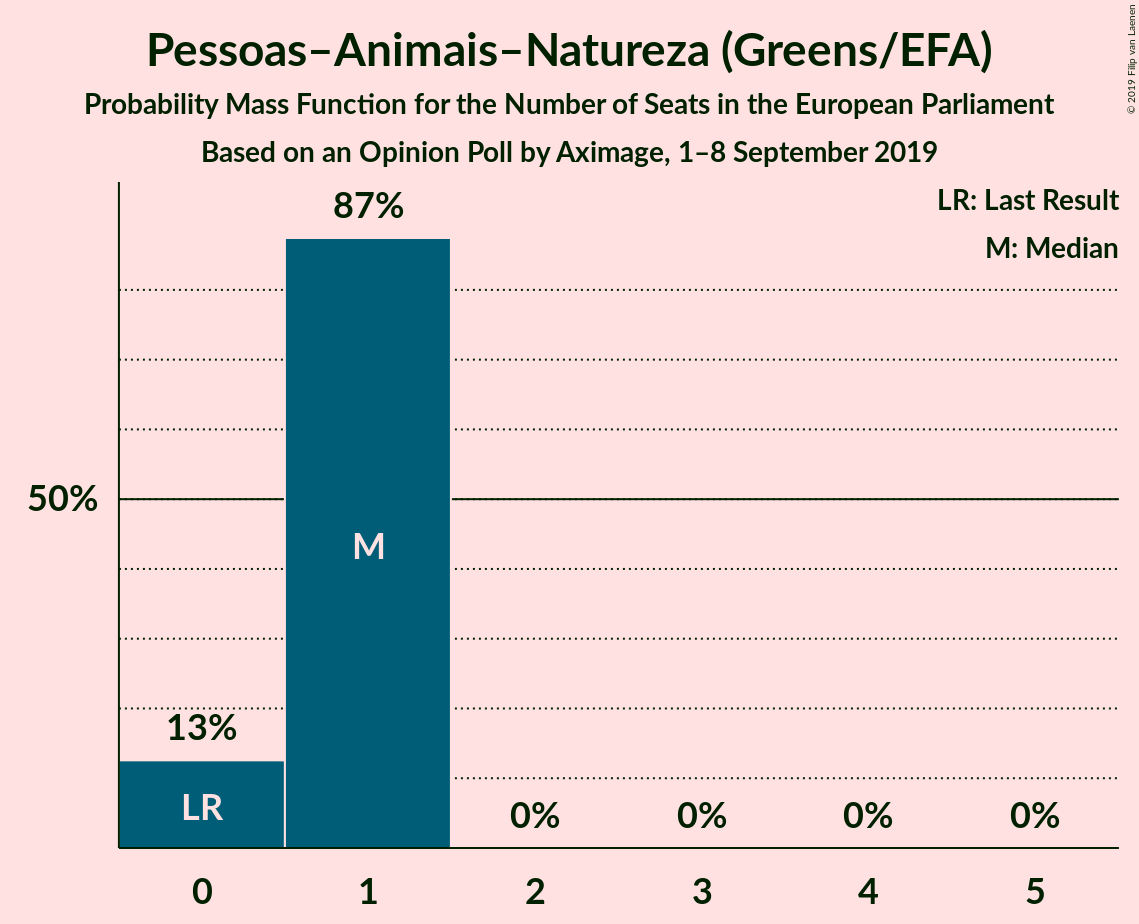 Pessoas–Animais–Natureza (Greens/EFA)
Probability Mass Function for the Number of Seats in the European Parliament
Based on an Opinion Poll by Aximage, 1–8 September 2019
© 2019 Filip van Laenen
LR: Last Result
M: Median
87%
50%
M
13%
LR
0%
0%
0%
0%
0
1
2
3
4
5